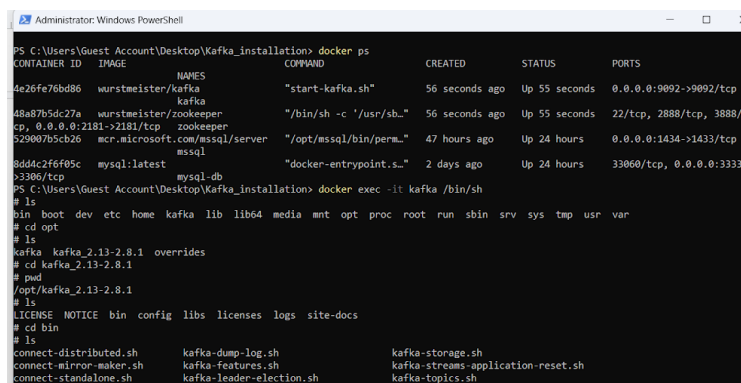 Administrator: Windows PowerShell
PS C:\Users\Guest Account\Desktop\Kafka_installation> docker ps
CONTAINER ID IMAGE COMMAND CREATED STATUS PORTS
NAMES
4e26fe76bd86 wurstmeister/kafka "start-kafka.sh" 56 seconds ago Up 55 seconds 0.0.0.0:9092->9092/tcp
kafka
48a87b5dc27a wurstmeister/zookeeper "/bin/sh -c '/usr/sb…" 56 seconds ago Up 55 seconds 22/tcp, 2888/tcp, 3888/
cp, 0.0.0.0:2181->2181/tcp zookeeper
529007b5cb26 mcr.microsoft.com/mssql/server "/opt/mssql/bin/perm…" 47 hours ago Up 24 hours 0.0.0.0:1434->1433/tcp
mssql
8dd4c2f6f05c mysql:latest "docker-entrypoint.s…" 2 days ago Up 24 hours 33060/tcp, 0.0.0.0:3333
>3306/tcp mysql-db
PS C:\Users\Guest Account\Desktop\Kafka_installation> docker exec -it kafka /bin/sh
# ls
bin boot dev etc home kafka lib lib64 media mnt opt proc root run sbin srv sys tmp usr var
# cd opt
# ls
kafka kafka_2.13-2.8.1 overrides
# cd kafka_2.13-2.8.1
# pwd
/opt/kafka_2.13-2.8.1
# ls
LICENSE NOTICE bin config libs licenses logs site-docs
# cd bin
# ls
connect-distributed.sh kafka-dump-log.sh kafka-storage.sh
connect-mirror-maker.sh kafka-features.sh kafka-streams-application-reset.sh
connect-standalone.sh kafka-leader-election.sh kafka-topics.sh